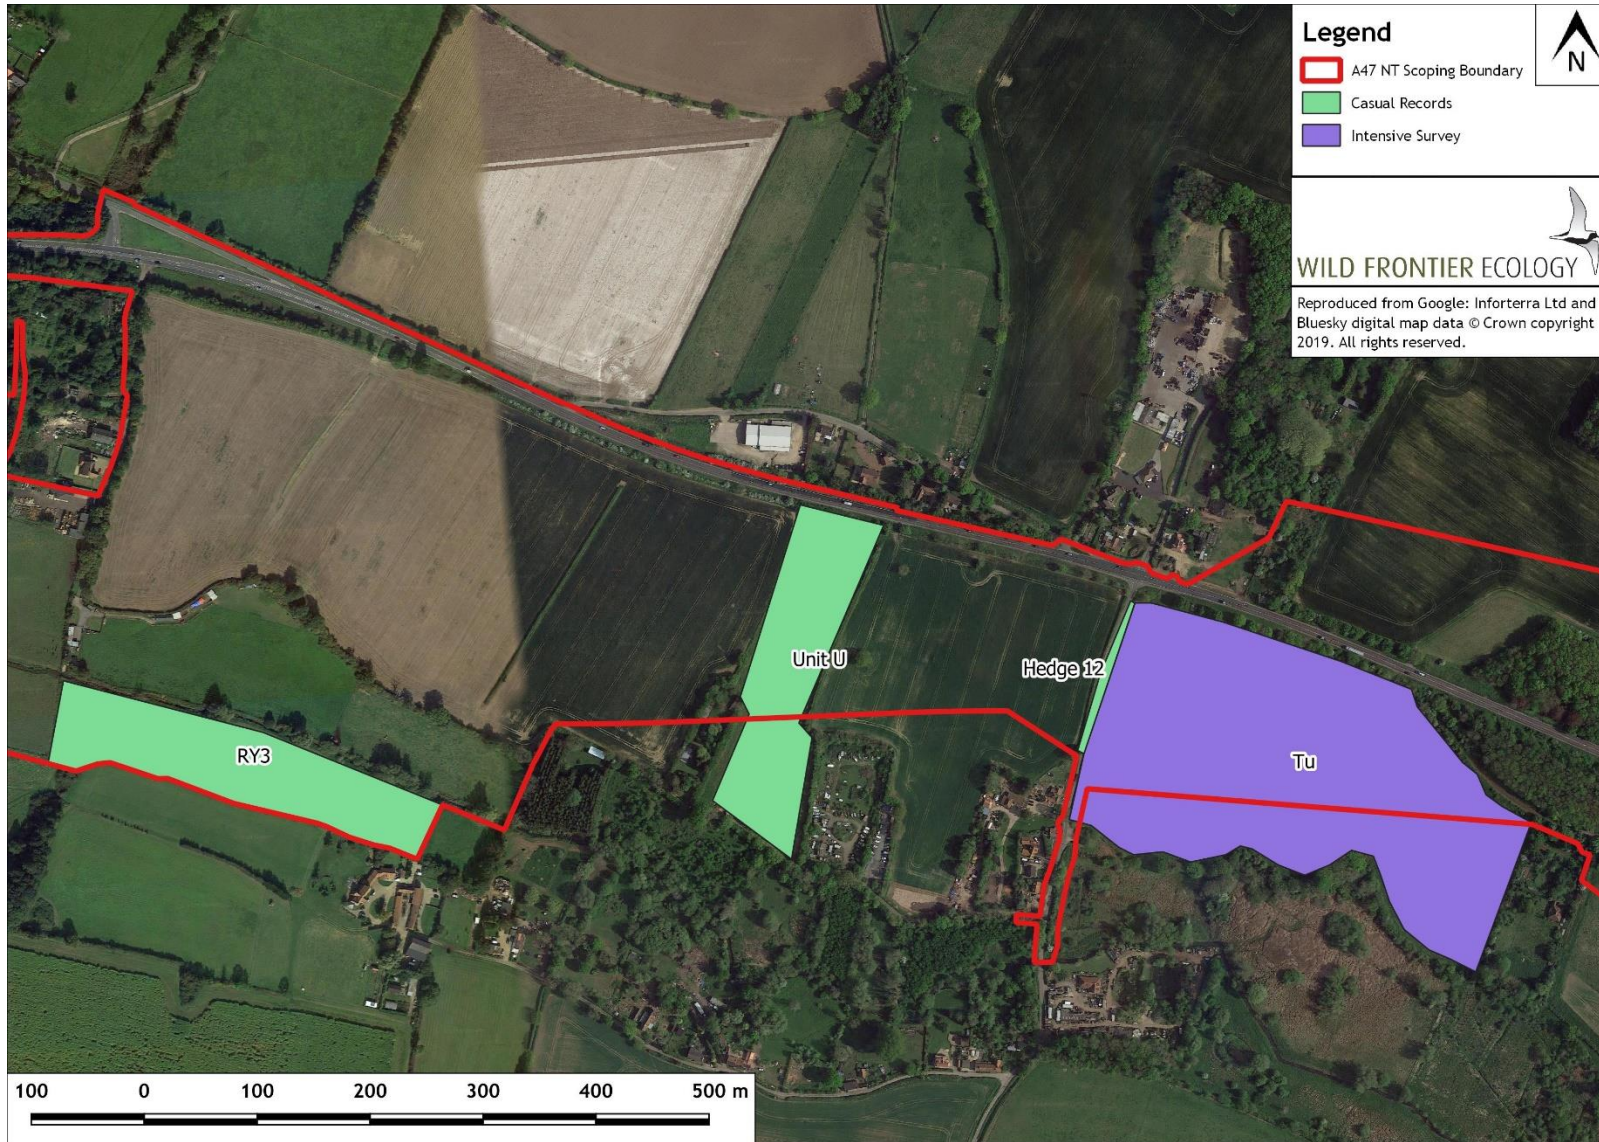 Legend
N
A47 NT Scoping Boundary
Casual Records
Intensive Survey
WILD FRONTIER ECOLOGY
Reproduced from Google: Inforterra Ltd and
Bluesky digital map data © Crown copyright
2019. All rights reserved.
Unit U
Hedge 12
RY3
Tu
100 0 100 200 300 400 500 m